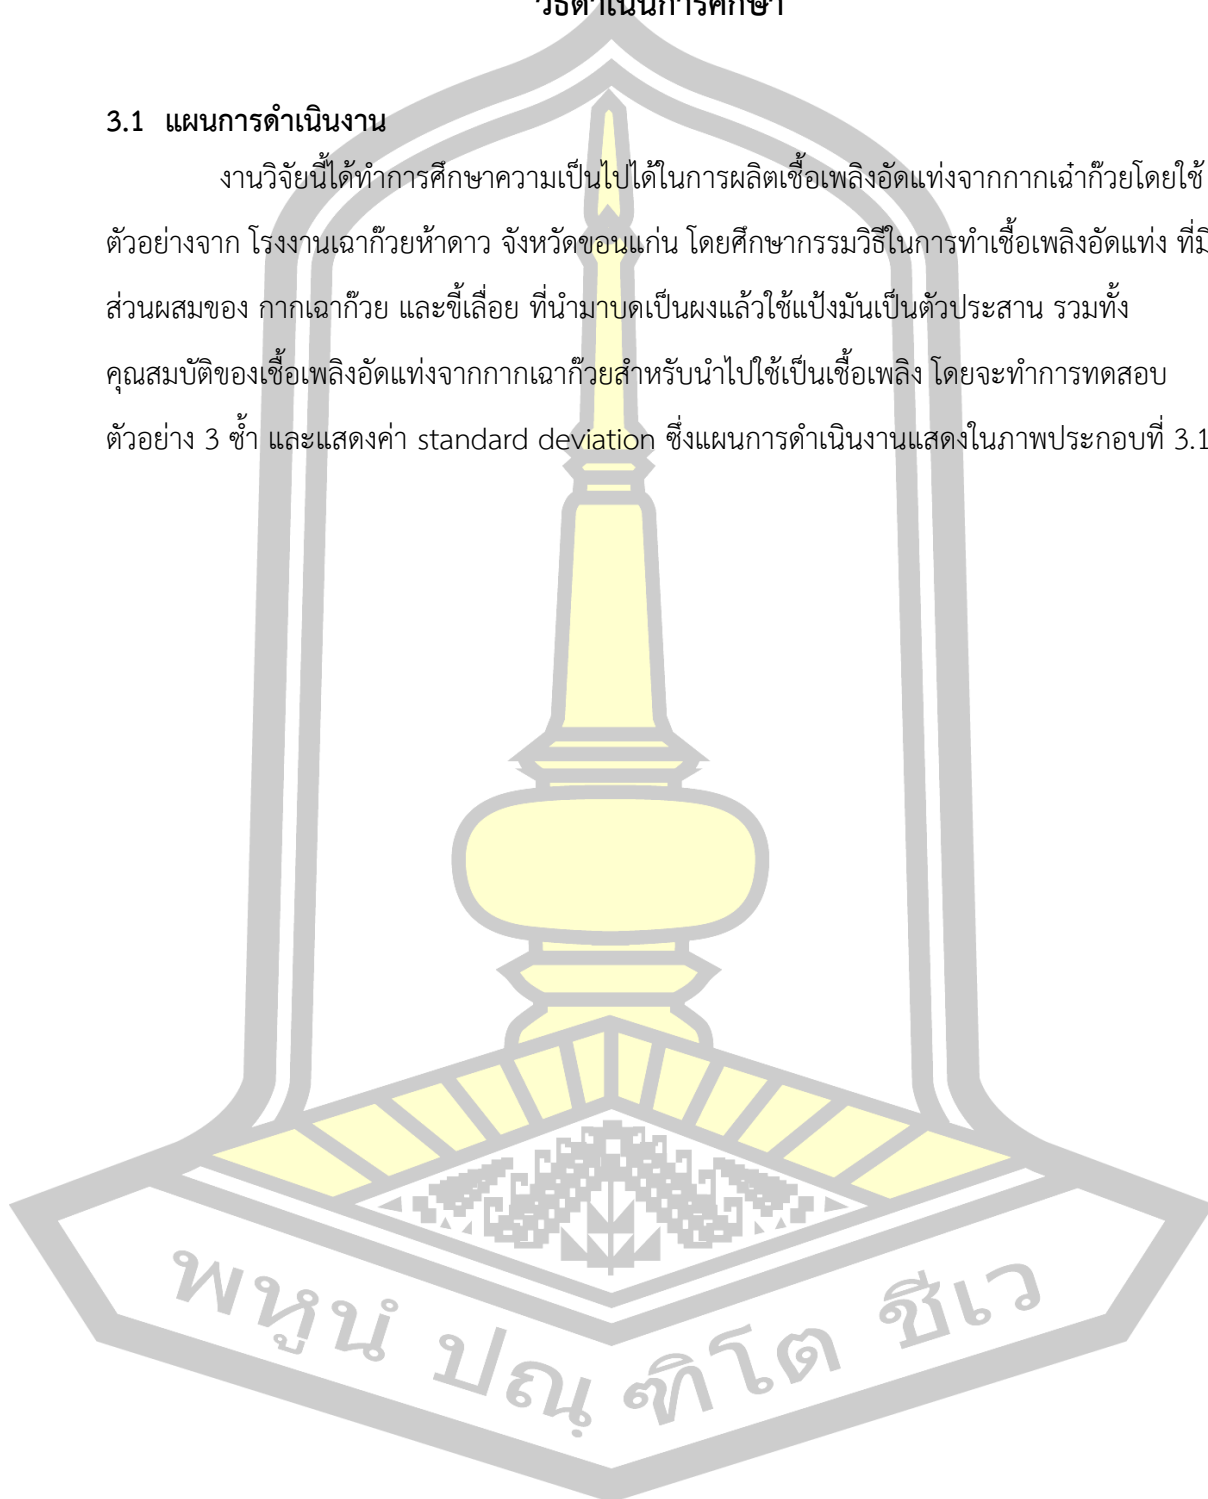 วิธีดำเนินการศึกษา
3.1 แผนการดำเนินงาน
งานวิจัยนี้ได้ทำการศึกษาความเป็นไปได้ในการผลิตเชื้อเพลิงอัดแท่งจากกากเฉ๋าก๊วยโดยใช้
ตัวอย่างจาก โรงงานเฉาก๊วยห้าดาว จังหวัดขอนแก่น โดยศึกษากรรมวิธีในการทำเชื้อเพลิงอัดแท่ง ที่มี
ส่วนผสมของ กากเฉาก๊วย และขี้เลื่อย ที่นำมาบดเป็นผงแล้วใช้แป้งมันเป็นตัวประสาน รวมทั้ง
คุณสมบัติของเชื้อเพลิงอัดแท่งจากกากเฉาก๊วยสำหรับนำไปใช้เป็นเชื้อเพลิง โดยจะทำการทดสอบ
ตัวอย่าง 3 ซ้ำ และแสดงค่า standard deviation ซึ่งแผนการดำเนินงานแสดงในภาพประกอบที่ 3.1
พหูนํ ปณฺฑิโต ชีเว